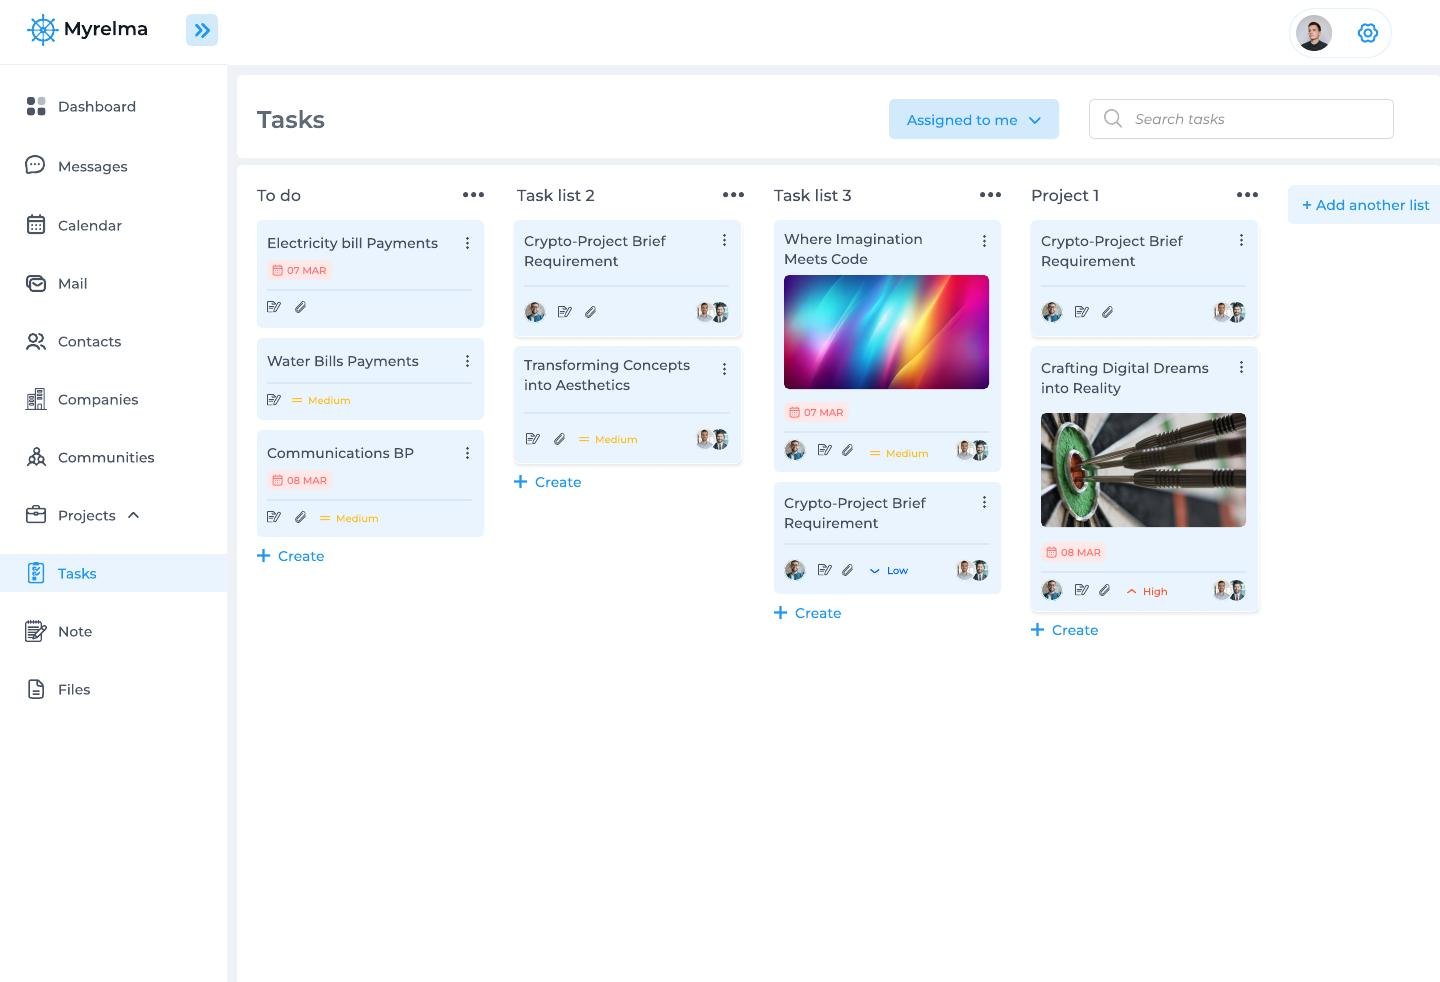 Myrelma
Dashboard
Messages
Calendar
Mail
Contacts
Companies
Communities
Projects
Tasks
Note
Files
Tasks
Assigned to me
Search tasks
To do
Electricity bill Payments
07 MAR
Water Bills Payments
Medium
Communications BP
08 MAR
Medium
+ Create
Task list 2
Crypto-Project Brief
Requirement
Transforming Concepts
into Aesthetics
Medium
+ Create
Task list 3
Where Imagination
Meets Code
07 MAR
Medium
Crypto-Project Brief
Requirement
Low
+ Create
Project 1
Crypto-Project Brief
Requirement
Crafting Digital Dreams
into Reality
08 MAR
High
+ Create
+ Add another list